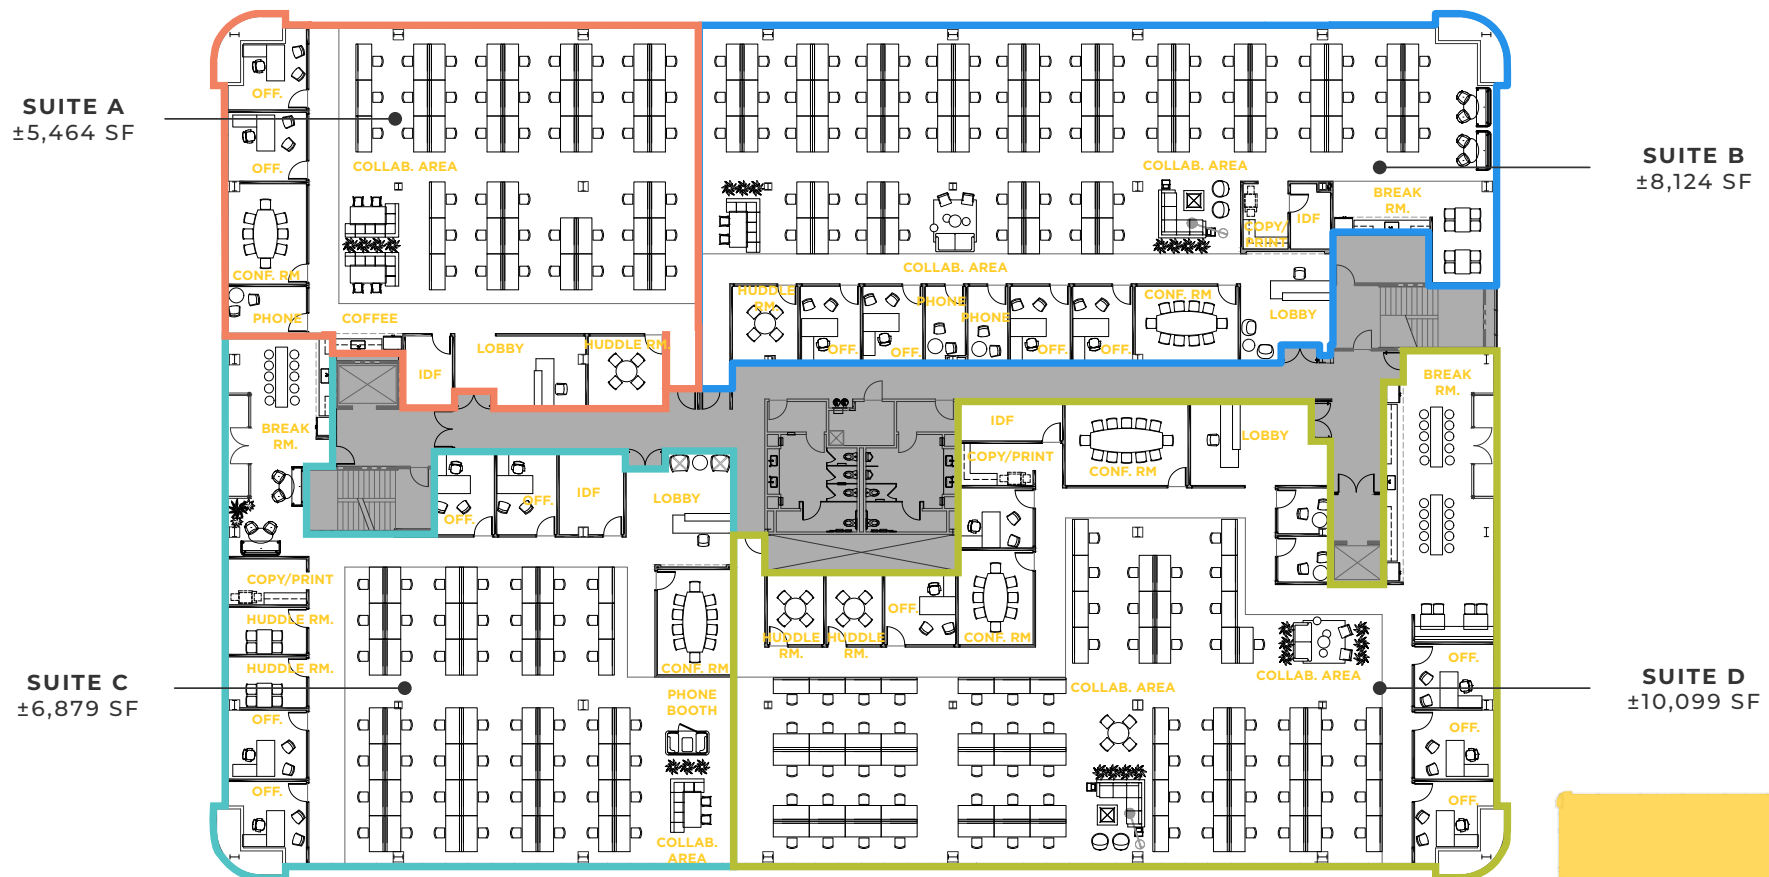 SUITE A
±5,464 SF
OFF.
OFF.
COLLAB. AREA
CONF. RM
PHONE
COFFEE
LOBBY
HUDDLE RM.
IDF
SUITE B
±8,124 SF
COLLAB. AREA
BREAK
RM.
IDF
COPY/
PRINT
COLLAB. AREA
HUDDLE
RM.
OFF.
OFF.
PHONE
PHONE
OFF.
OFF.
CONF. RM
LOBBY
SUITE C
±6,879 SF
BREAK
RM.
OFF.
OFF.
IDF
LOBBY
COPY/PRINT
HUDDLE RM.
HUDDLE RM.
OFF.
OFF.
CONF. RM
PHONE
BOOTH
COLLAB.
AREA
SUITE D
±10,099 SF
IDF
COPY/PRINT
CONF. RM
LOBBY
BREAK
RM.
HUDDLE
RM.
HUDDLE
RM.
OFF.
CONF. RM
COLLAB. AREA
COLLAB. AREA
OFF.
OFF.
OFF.